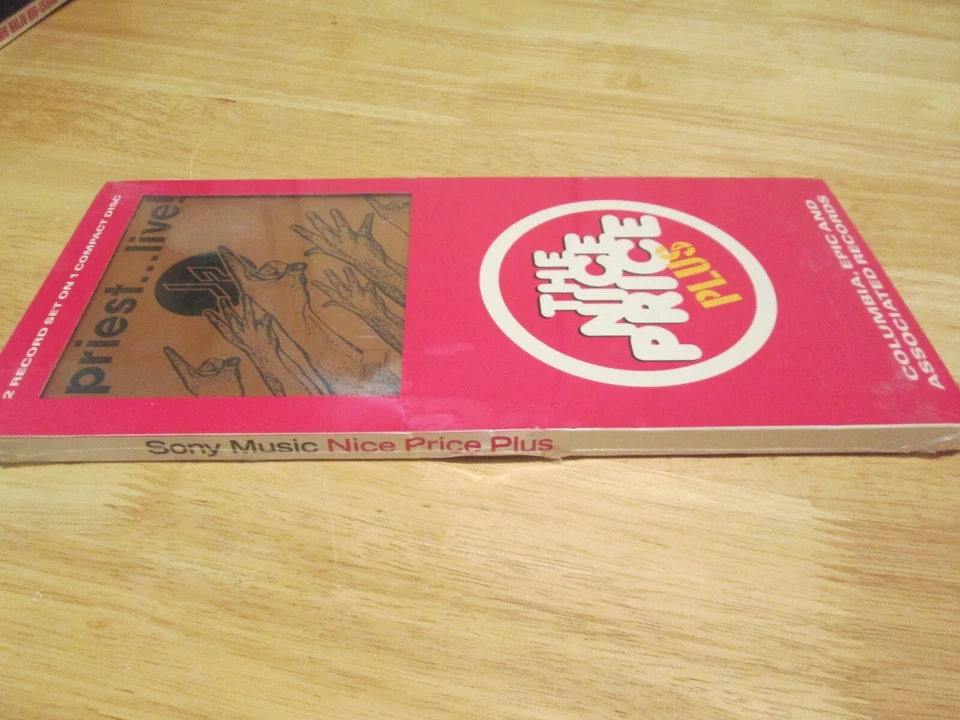 2 RECORD SET ON 1 COMPACT DISC
priest...live!
THE
NICE
PRICE
PLUS
COLUMBIA, EPIC AND
ASSOCIATED RECORDS
Sony Music Nice Price Plus